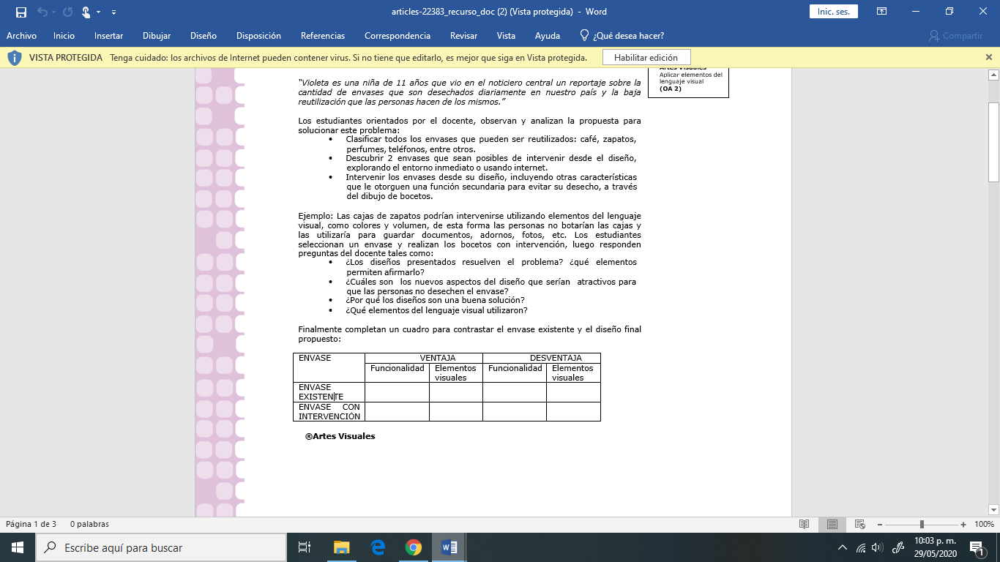 articles-22383_recurso_doc (2) (Vista protegida) - Word
Inic. ses.
Archivo Inicio Insertar Dibujar Diseño Disposición Referencias Correspondencia Revisar Vista Ayuda ¿Qué desea hacer? Compartir
VISTA PROTEGIDA Tenga cuidado: los archivos de Internet pueden contener virus. Si no tiene que editarlo, es mejor que siga en Vista protegida. Habilitar edición
Artes Visuales
Aplicar elementos del
lenguaje visual
(OA 2)
"Violeta es una niña de 11 años que vio en el noticiero central un reportaje sobre la
cantidad de envases que son desechados diariamente en nuestro país y la baja
reutilización que las personas hacen de los mismos."
Los estudiantes orientados por el docente, observan y analizan la propuesta para
solucionar este problema:
• Clasificar todos los envases que pueden ser reutilizados: café, zapatos,
perfumes, teléfonos, entre otros.
• Descubrir 2 envases que sean posibles de intervenir desde el diseño,
explorando el entorno inmediato o usando internet.
• Intervenir los envases desde su diseño, incluyendo otras características
que le otorguen una función secundaria para evitar su desecho, a través
del dibujo de bocetos.
Ejemplo: Las cajas de zapatos podrían intervenirse utilizando elementos del lenguaje
visual, como colores y volumen, de esta forma las personas no botarían las cajas y
las utilizaría para guardar documentos, adornos, fotos, etc. Los estudiantes
seleccionan un envase y realizan los bocetos con intervención, luego responden
preguntas del docente tales como:
• ¿Los diseños presentados resuelven el problema? ¿qué elementos
permiten afirmarlo?
• ¿Cuáles son los nuevos aspectos del diseño que serían atractivos para
que las personas no desechen el envase?
• ¿Por qué los diseños son una buena solución?
• ¿Qué elementos del lenguaje visual utilizaron?
Finalmente completan un cuadro para contrastar el envase existente y el diseño final
propuesto:
ENVASE VENTAJA DESVENTAJA
Funcionalidad Elementos visuales Funcionalidad Elementos visuales
ENVASE
EXISTENTE
ENVASE CON
INTERVENCIÓN
®Artes Visuales
Página 1 de 3 0 palabras
100%
Escribe aquí para buscar
10:03 p. m.
29/05/2020
1